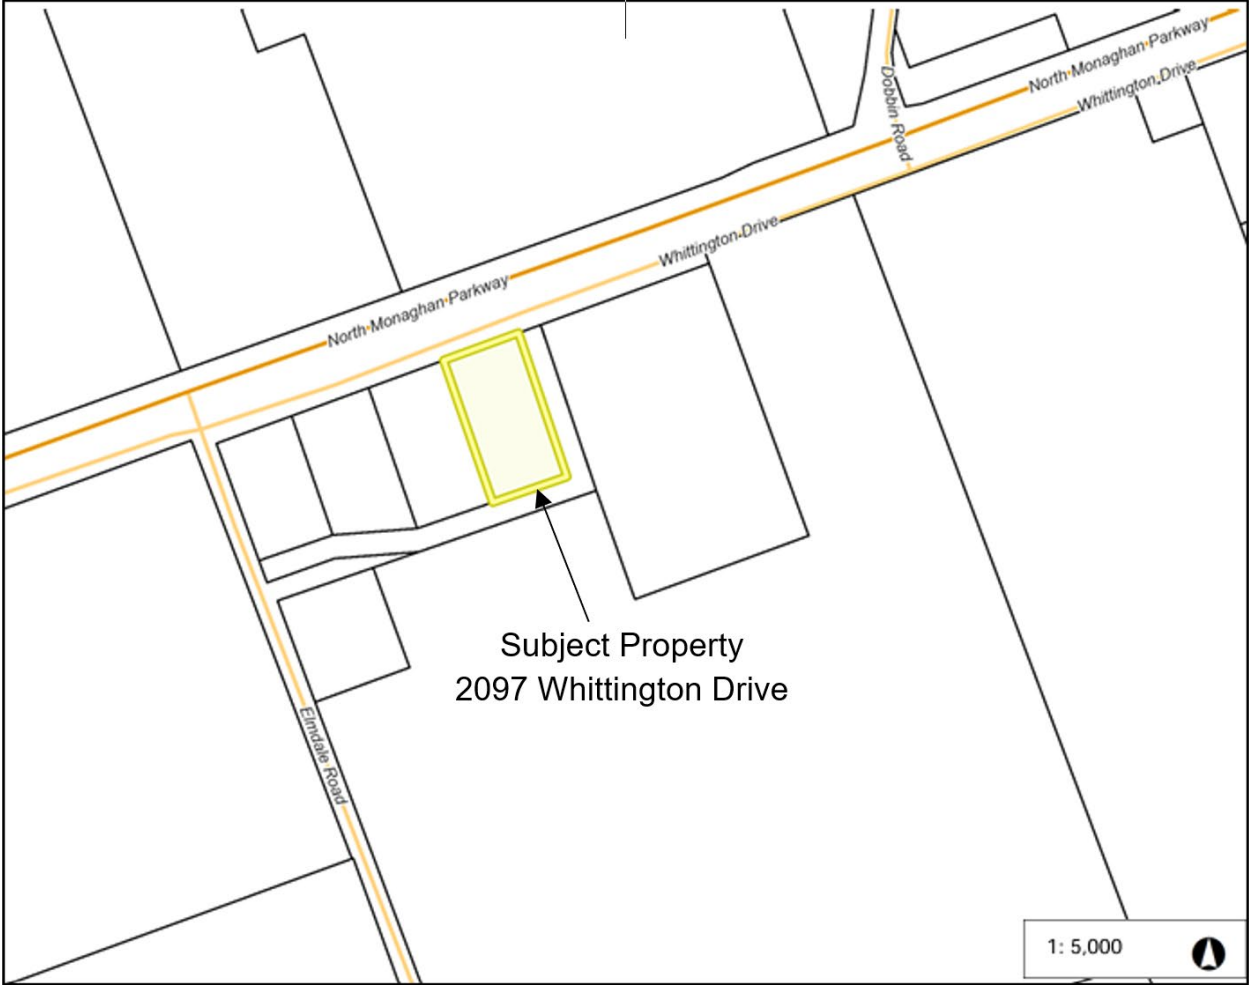 North Monaghan Parkway
Whittington Drive
Dobbin Road
Whittington Drive
North Monaghan Parkway
Subject Property
2097 Whittington Drive
Elmdale Road
1: 5,000